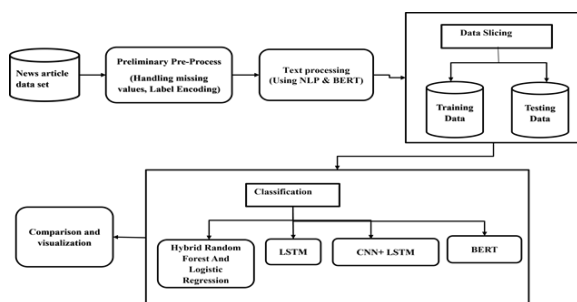 News article
data set
Preliminary Pre-Process
(Handling missing
values, Label Encoding)
Text processing
(Using NLP & BERT)
Data Slicing
Training
Data
Testing
Data
Classification
Hybrid Random
Forest And
Logistic
Regression
LSTM
CNN+ LSTM
BERT
Comparison and
visualization